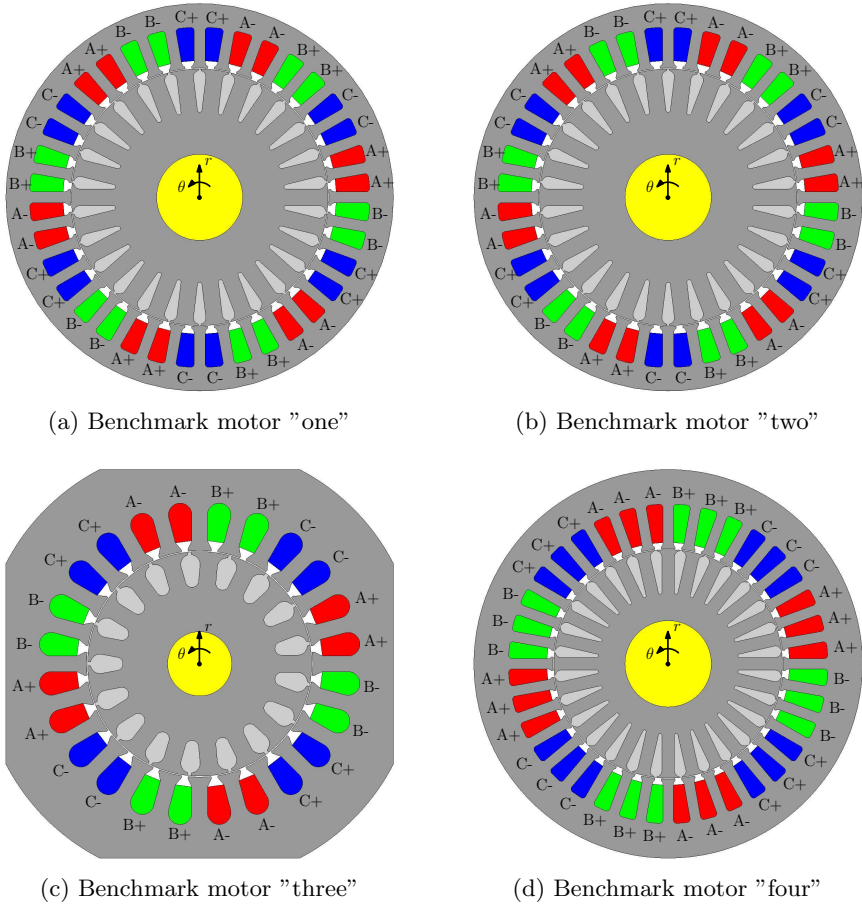 B- B- C+ C+ A- A-
A+ B+
A+ B+
C- C-
C- C-
r
θ
B+ A+
B+ A+
A- B-
A- B-
C+ C+
C+ C+
B- A-
B- A-
A+ A+ C- C- B+ B+
(a) Benchmark motor "one"
B- B- C+ C+ A- A-
A+ B+
A+ B+
C- C-
C- C-
r
θ
B+ A+
B+ A+
A- B-
A- B-
C+ C+
C+ C+
B- A-
B- A-
A+ A+ C- C- B+ B+
(b) Benchmark motor "two"
A- A- B+ B+
C+ C-
C+ C-
B- A+
B- A+
r
θ
A+ B-
A+ B-
C- C+
C- C+
B+ B+ A- A-
(c) Benchmark motor "three"
A- A- A- B+ B+ B+
C+ C-
C+ C-
C+ C-
B- A+
B- A+
B- A+
r
θ
A+ B-
A+ B-
A+ B-
C- C+
C- C+
C- C+
B+ B+ B+ A- A- A-
(d) Benchmark motor "four"